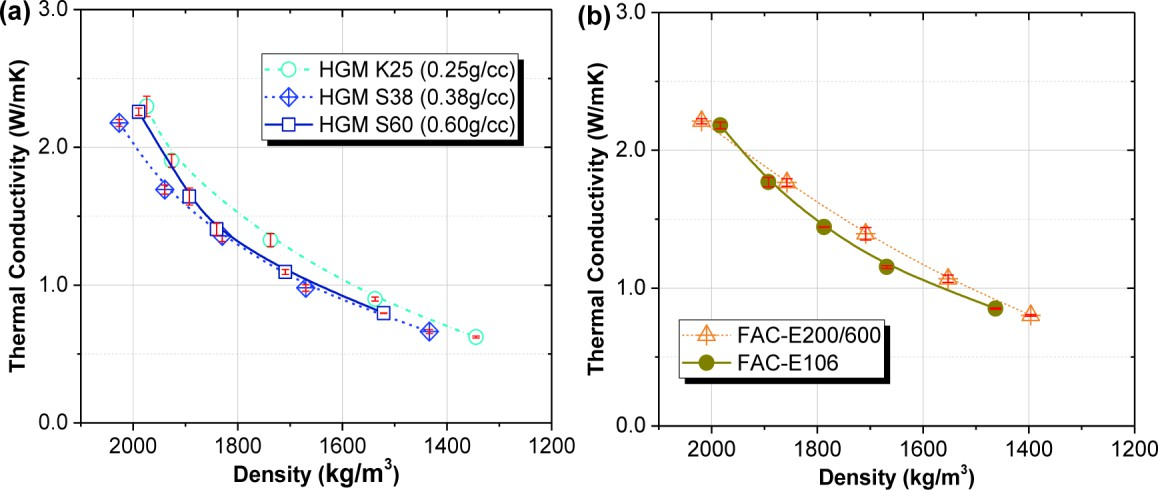 (a)
3.0
2.0
1.0
0.0
Thermal Conductivity (W/mK)
HGM K25 (0.25g/cc)
HGM S38 (0.38g/cc)
HGM S60 (0.60g/cc)
2000 1800 1600 1400 1200
Density (kg/m³)
(b)
3.0
2.0
1.0
0.0
Thermal Conductivity (W/mK)
FAC-E200/600
FAC-E106
2000 1800 1600 1400 1200
Density (kg/m³)